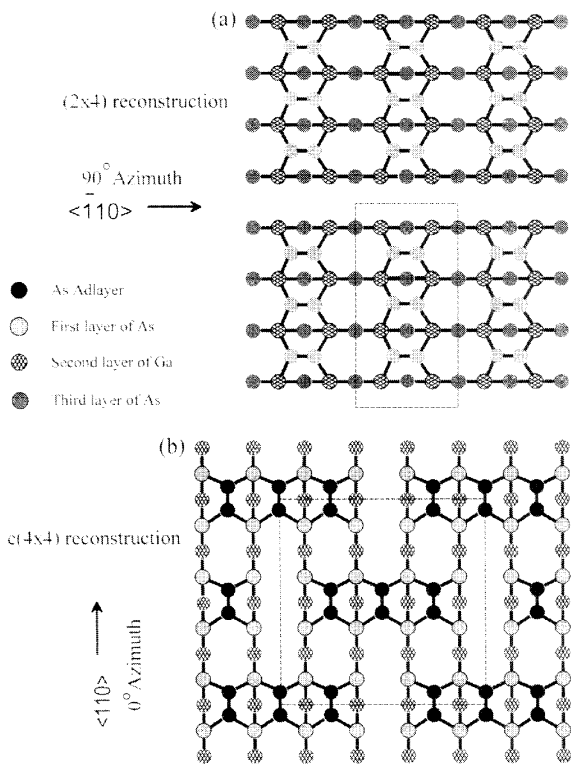 (a)
(2x4) reconstruction
90° Azimuth
<1̄10>
As Adlayer
First layer of As
Second layer of Ga
Third layer of As
(b)
c(4x4) reconstruction
<110>
0° Azimuth